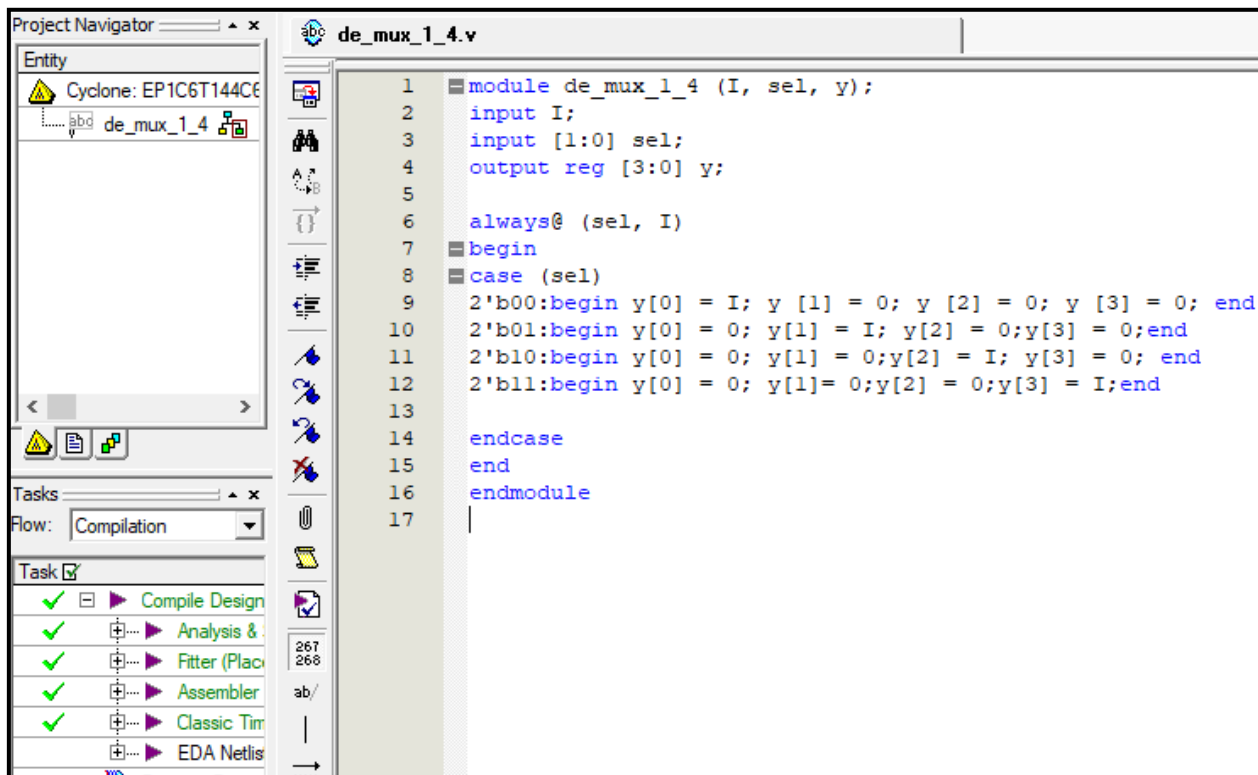 Project Navigator
Entity
Cyclone: EP1C6T144C6
de_mux_1_4
Tasks
Flow: Compilation
Task
Compile Design
Analysis &
Fitter (Plac
Assembler
Classic Tim
EDA Netlis
de_mux_1_4.v
267
268
ab/
1 module de_mux_1_4 (I, sel, y);
2 input I;
3 input [1:0] sel;
4 output reg [3:0] y;
5
6 always@ (sel, I)
7 begin
8 case (sel)
9 2'b00:begin y[0] = I; y [1] = 0; y [2] = 0; y [3] = 0; end
10 2'b01:begin y[0] = 0; y[1] = I; y[2] = 0;y[3] = 0;end
11 2'b10:begin y[0] = 0; y[1] = 0;y[2] = I; y[3] = 0; end
12 2'b11:begin y[0] = 0; y[1]= 0;y[2] = 0;y[3] = I;end
13
14 endcase
15 end
16 endmodule
17